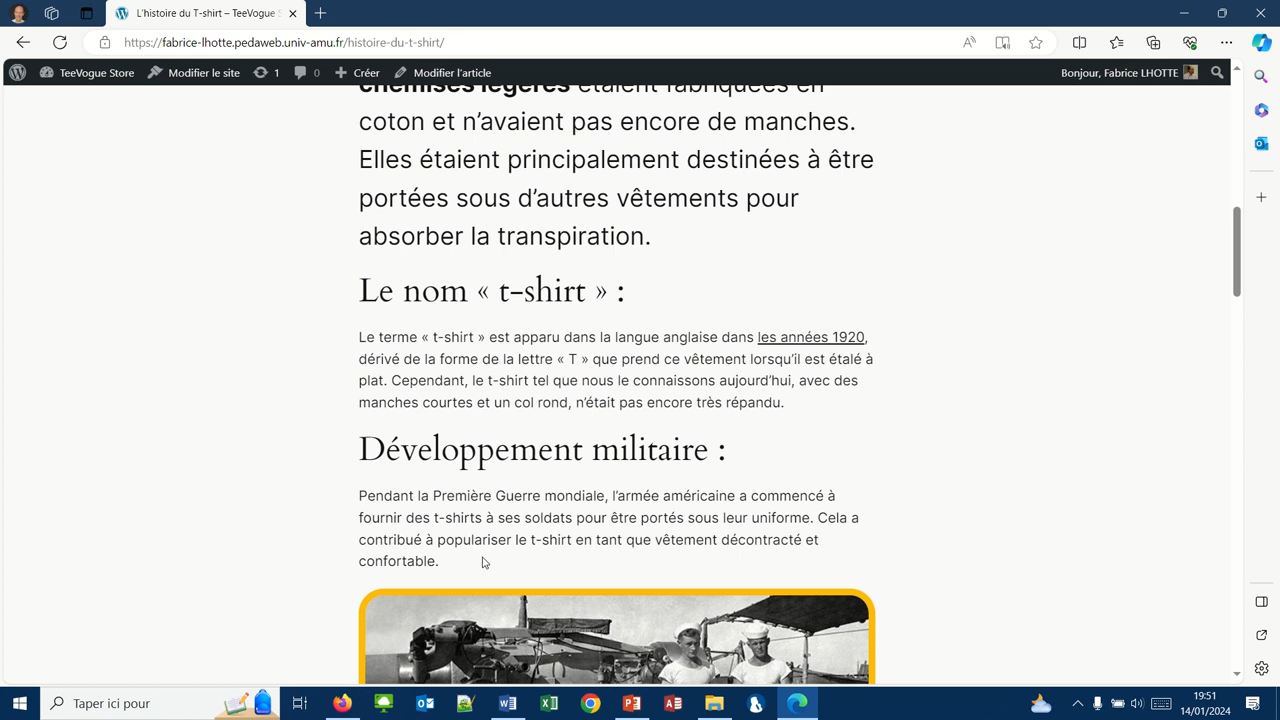 L'histoire du T-shirt – TeeVogue S
https://fabrice-lhotte.pedaweb.univ-amu.fr/histoire-du-t-shirt/
TeeVogue Store
Modifier le site
1
0
Créer
Modifier l'article
Bonjour, Fabrice LHOTTE
chemises légères étaient fabriquées en
coton et n'avaient pas encore de manches.
Elles étaient principalement destinées à être
portées sous d'autres vêtements pour
absorber la transpiration.
Le nom « t-shirt » :
Le terme « t-shirt » est apparu dans la langue anglaise dans les années 1920,
dérivé de la forme de la lettre « T » que prend ce vêtement lorsqu'il est étalé à
plat. Cependant, le t-shirt tel que nous le connaissons aujourd'hui, avec des
manches courtes et un col rond, n'était pas encore très répandu.
Développement militaire :
Pendant la Première Guerre mondiale, l'armée américaine a commencé à
fournir des t-shirts à ses soldats pour être portés sous leur uniforme. Cela a
contribué à populariser le t-shirt en tant que vêtement décontracté et
confortable.
Taper ici pour
19:51
14/01/2024